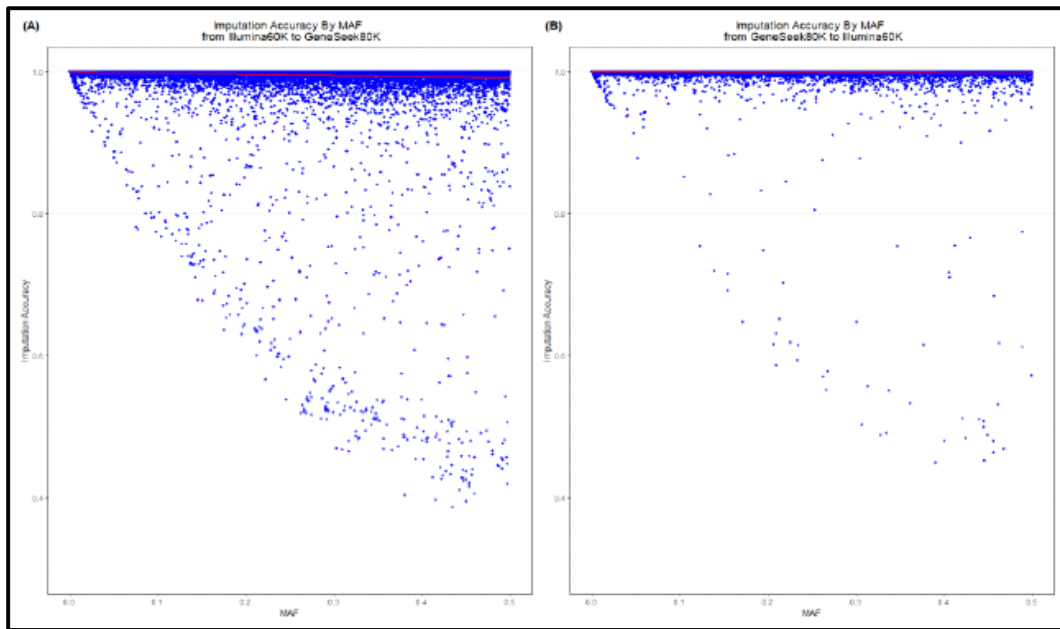 (A)
Imputation Accuracy By MAF
from Illumina60K to GeneSeek80K
Imputation Accuracy
1.0
0.8
0.6
0.4
0.0 0.1 0.2 0.3 0.4 0.5
MAF
(B)
Imputation Accuracy By MAF
from GeneSeek80K to Illumina60K
Imputation Accuracy
1.0
0.8
0.6
0.4
0.0 0.1 0.2 0.3 0.4 0.5
MAF